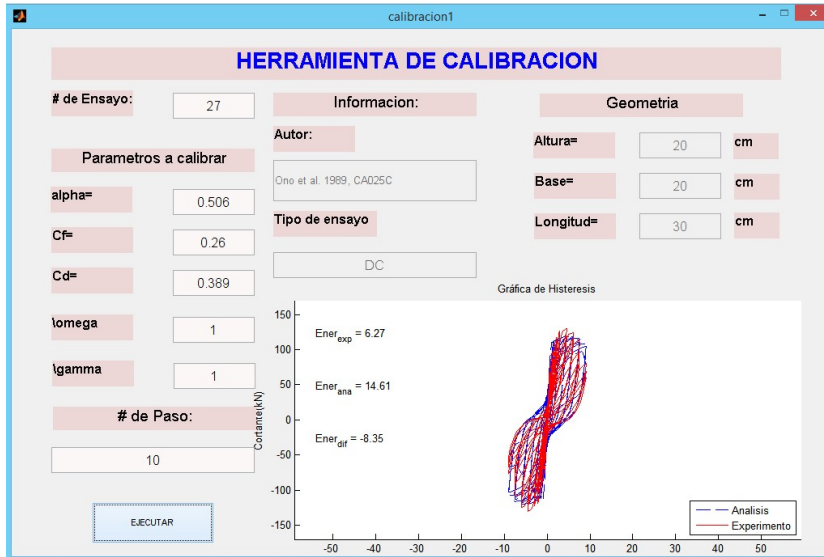 calibracion1
HERRAMIENTA DE CALIBRACION
# de Ensayo:
27
Parametros a calibrar
alpha=
0.506
Cf=
0.26
Cd=
0.389
\omega
1
\gamma
1
# de Paso:
10
EJECUTAR
Informacion:
Autor:
Ono et al. 1989, CA025C
Tipo de ensayo
DC
Geometria
Altura=
20
cm
Base=
20
cm
Longitud=
30
cm
Gráfica de Histeresis
Cortante(kN)
150
100
50
0
-50
-100
-150
Ener_exp = 6.27
Ener_ana = 14.61
Ener_dif = -8.35
Analisis
Experimento
-50 -40 -30 -20 -10 0 10 20 30 40 50